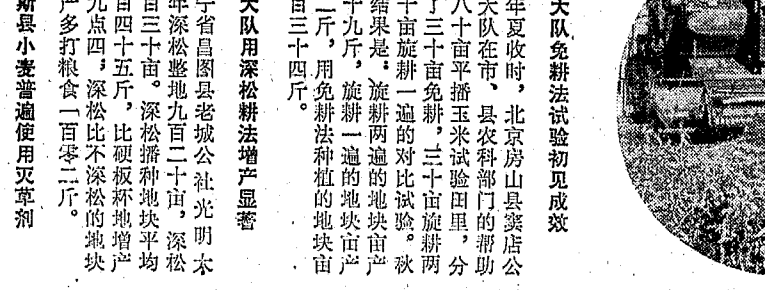 大队免耕法试验初见成效
年夏收时，北京房山县窦店公
大队在市、县农科部门的帮助
八十亩平播玉米试验田里，分
了三十亩免耕，三十亩旋耕两
十亩旋耕一遍的对比试验。秋
结果是：旋耕两遍的地块亩产
十九斤，旋耕一遍的地块亩产
二斤，用免耕法种植的地块亩
百三十四斤。
大队用深松耕法增产显著
宁省昌图县老城公社光明大
年深松整地九百二十亩，深松
百三十亩。深松播种地块平均
百四十五斤，比硬板杯地增产
九点四，深松比不深松的地块
产多打粮食一百零二斤。
斯县小麦普遍使用灭草剂